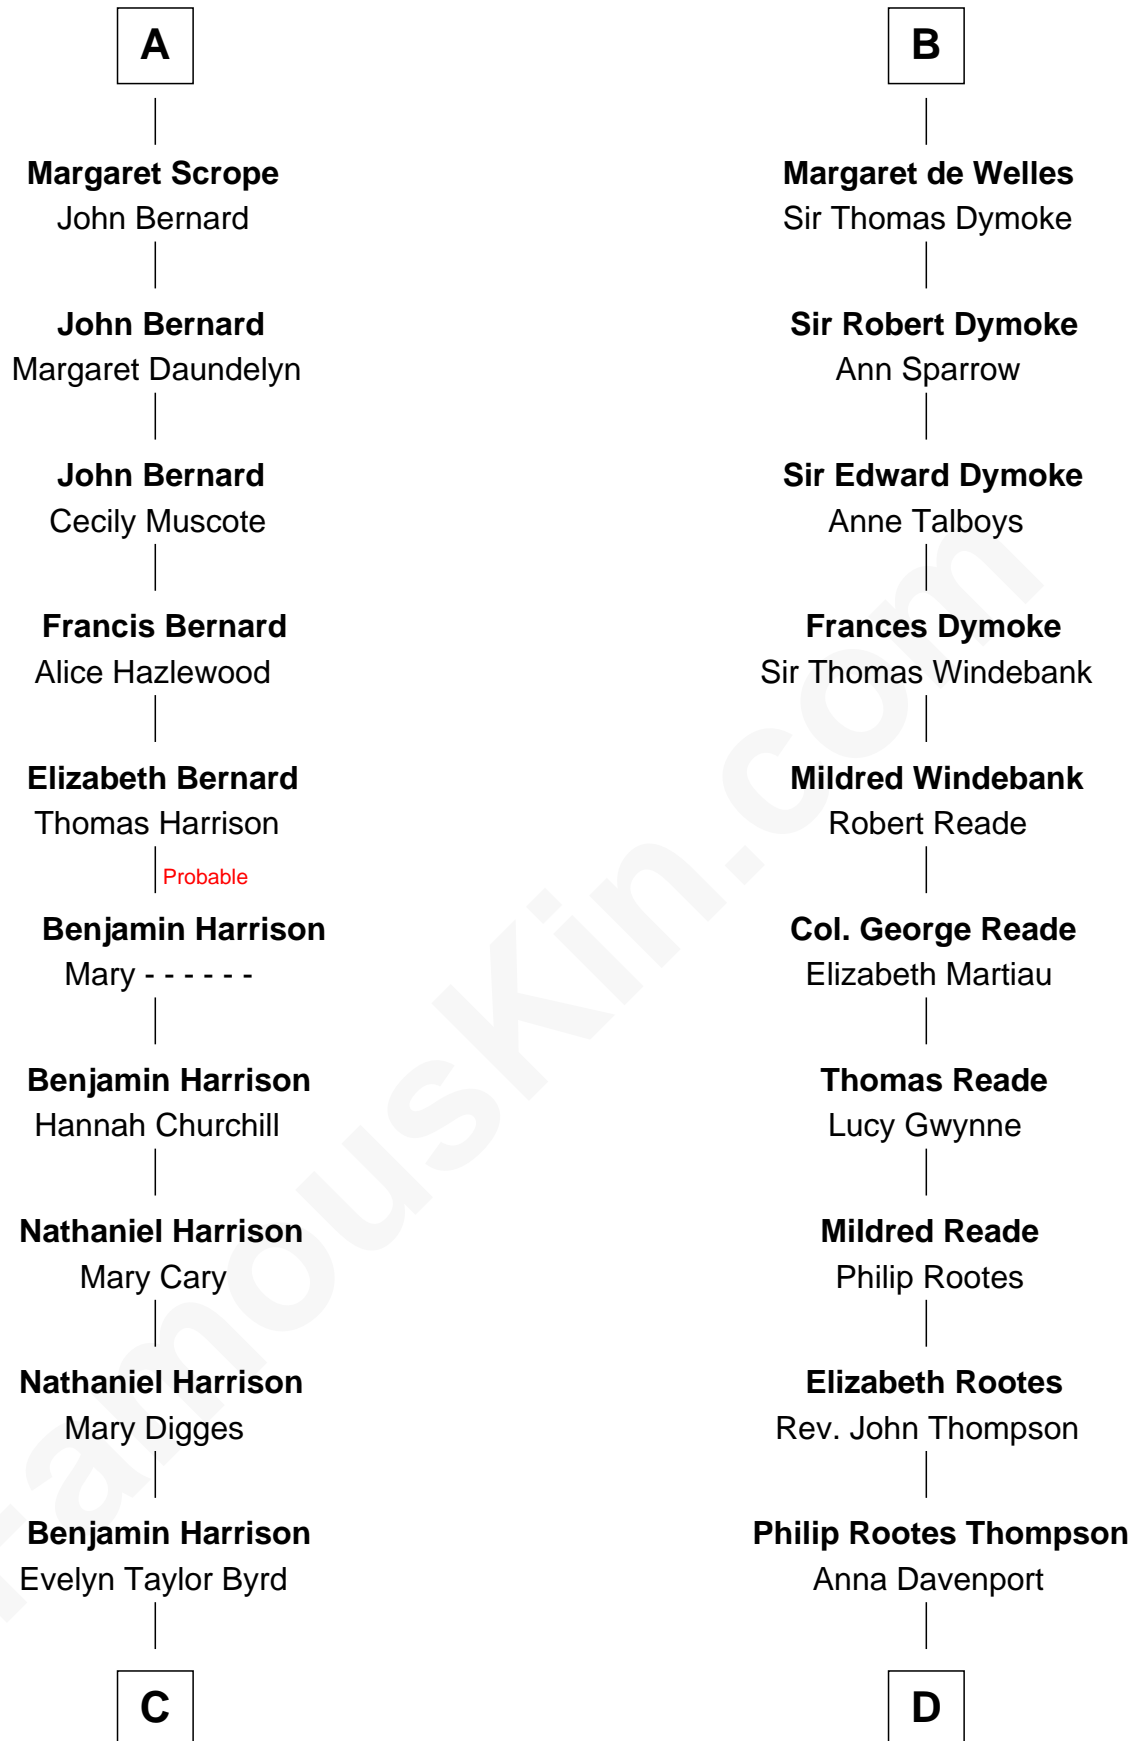 A
Margaret Scrope
John Bernard
John Bernard
Margaret Daundelyn
John Bernard
Cecily Muscote
Francis Bernard
Alice Hazlewood
Elizabeth Bernard
Thomas Harrison
Probable
Benjamin Harrison
Mary - - - - - -
Benjamin Harrison
Hannah Churchill
Nathaniel Harrison
Mary Cary
Nathaniel Harrison
Mary Digges
Benjamin Harrison
Evelyn Taylor Byrd
C
B
Margaret de Welles
Sir Thomas Dymoke
Sir Robert Dymoke
Ann Sparrow
Sir Edward Dymoke
Anne Talboys
Frances Dymoke
Sir Thomas Windebank
Mildred Windebank
Robert Reade
Col. George Reade
Elizabeth Martiau
Thomas Reade
Lucy Gwynne
Mildred Reade
Philip Rootes
Elizabeth Rootes
Rev. John Thompson
Philip Rootes Thompson
Anna Davenport
D
FamousKin.com